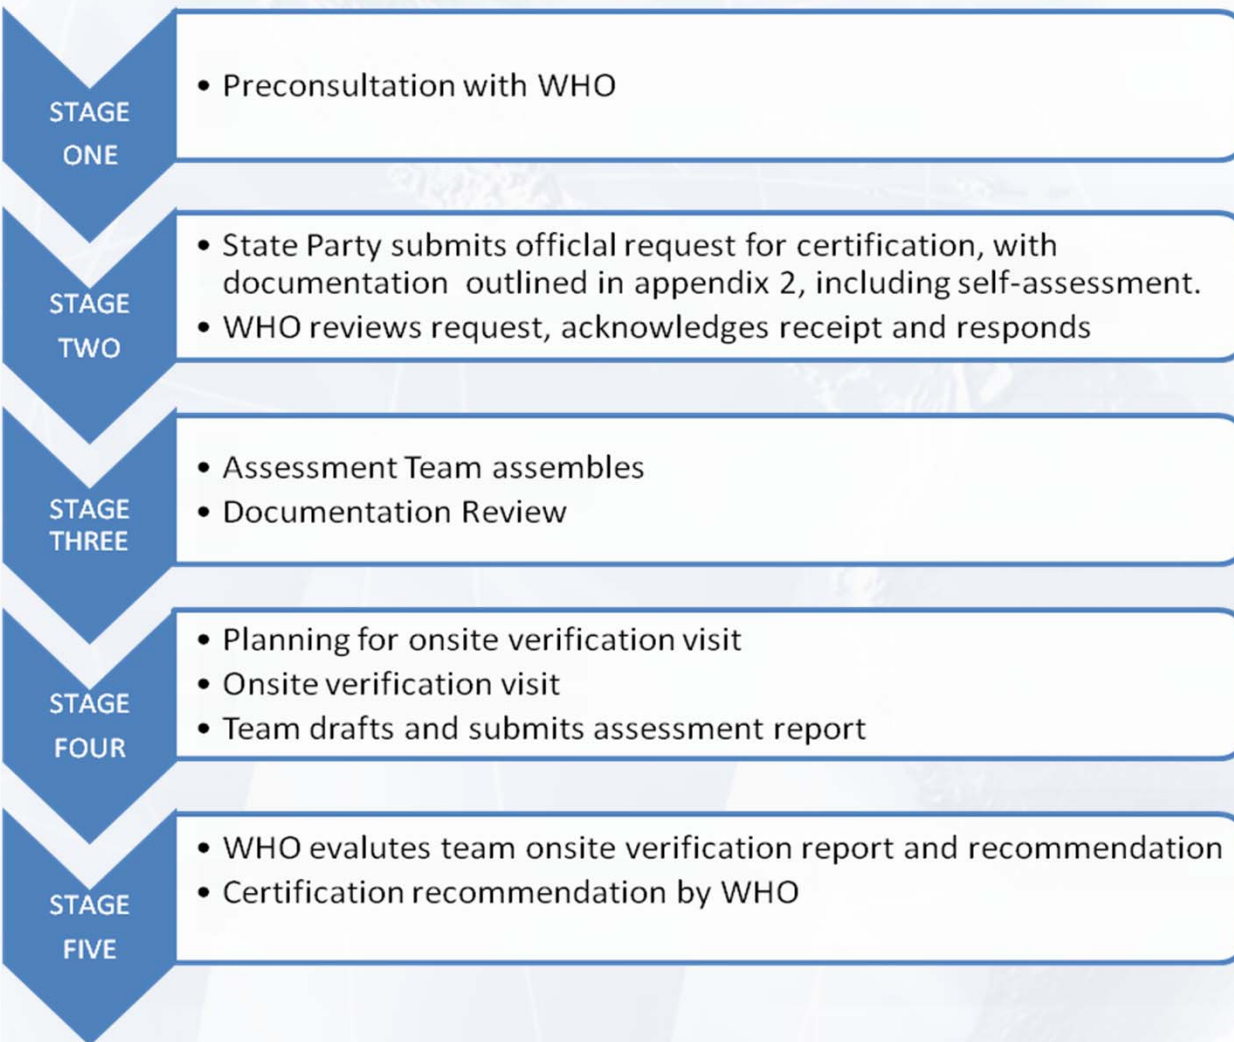 STAGE
ONE
• Preconsultation with WHO
STAGE
TWO
• State Party submits official request for certification, with
documentation outlined in appendix 2, including self-assessment.
• WHO reviews request, acknowledges receipt and responds
STAGE
THREE
• Assessment Team assembles
• Documentation Review
STAGE
FOUR
• Planning for onsite verification visit
• Onsite verification visit
• Team drafts and submits assessment report
STAGE
FIVE
• WHO evalutes team onsite verification report and recommendation
• Certification recommendation by WHO